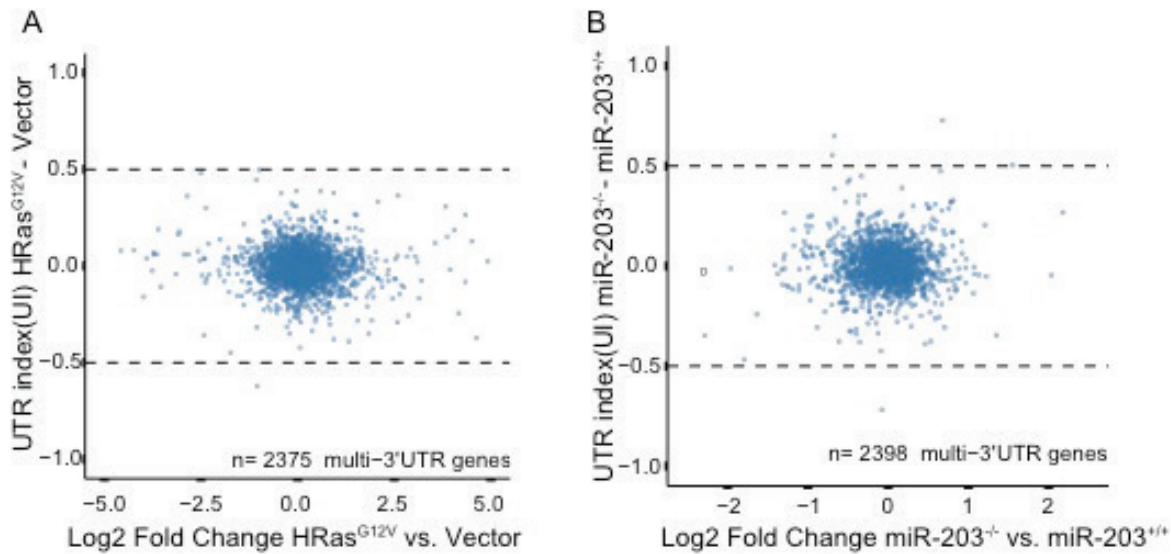 A
UTR index(UI) HRas^G12V - Vector
1.0
0.5
0.0
−0.5
−1.0
n= 2375 multi−3'UTR genes
−5.0 −2.5 0.0 2.5 5.0
Log2 Fold Change HRas^G12V vs. Vector
B
UTR index(UI) miR-203^-/- - miR-203^+/+
1.0
0.5
0.0
−0.5
−1.0
n= 2398 multi−3'UTR genes
−2 −1 0 1 2
Log2 Fold Change miR-203^-/- vs. miR-203^+/+